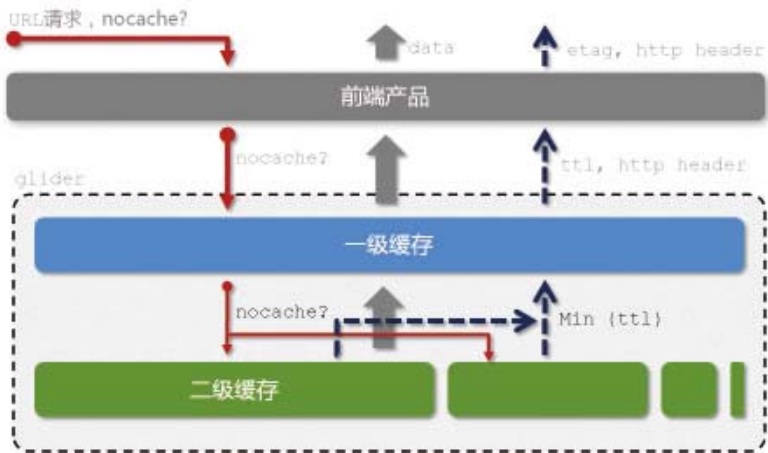 URL请求，nocache?
data
etag, http header
前端产品
nocache?
ttl, http header
glider
一级缓存
nocache?
Min (ttl)
二级缓存